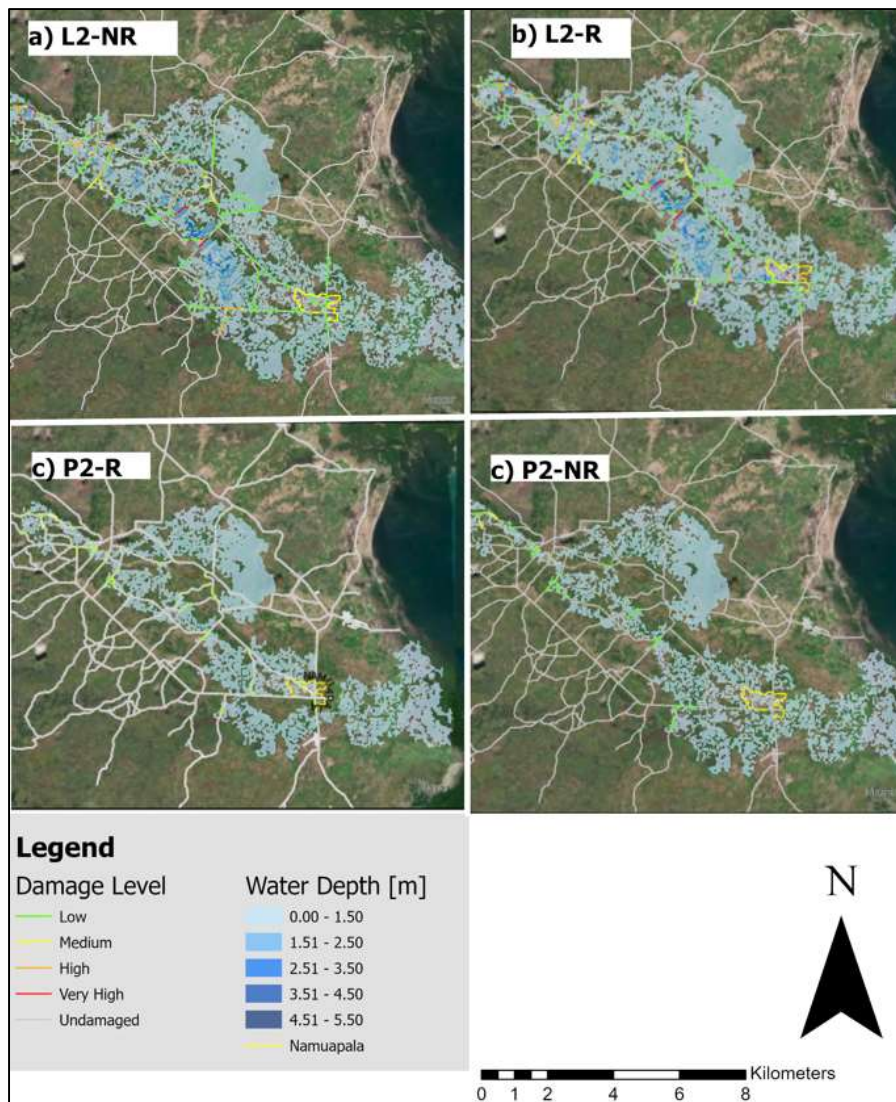 a) L2-NR
b) L2-R
c) P2-R
c) P2-NR
Legend
Damage Level
Low
Medium
High
Very High
Undamaged
Water Depth [m]
0.00 - 1.50
1.51 - 2.50
2.51 - 3.50
3.51 - 4.50
4.51 - 5.50
Namuapala
N
Kilometers
0 1 2 4 6 8